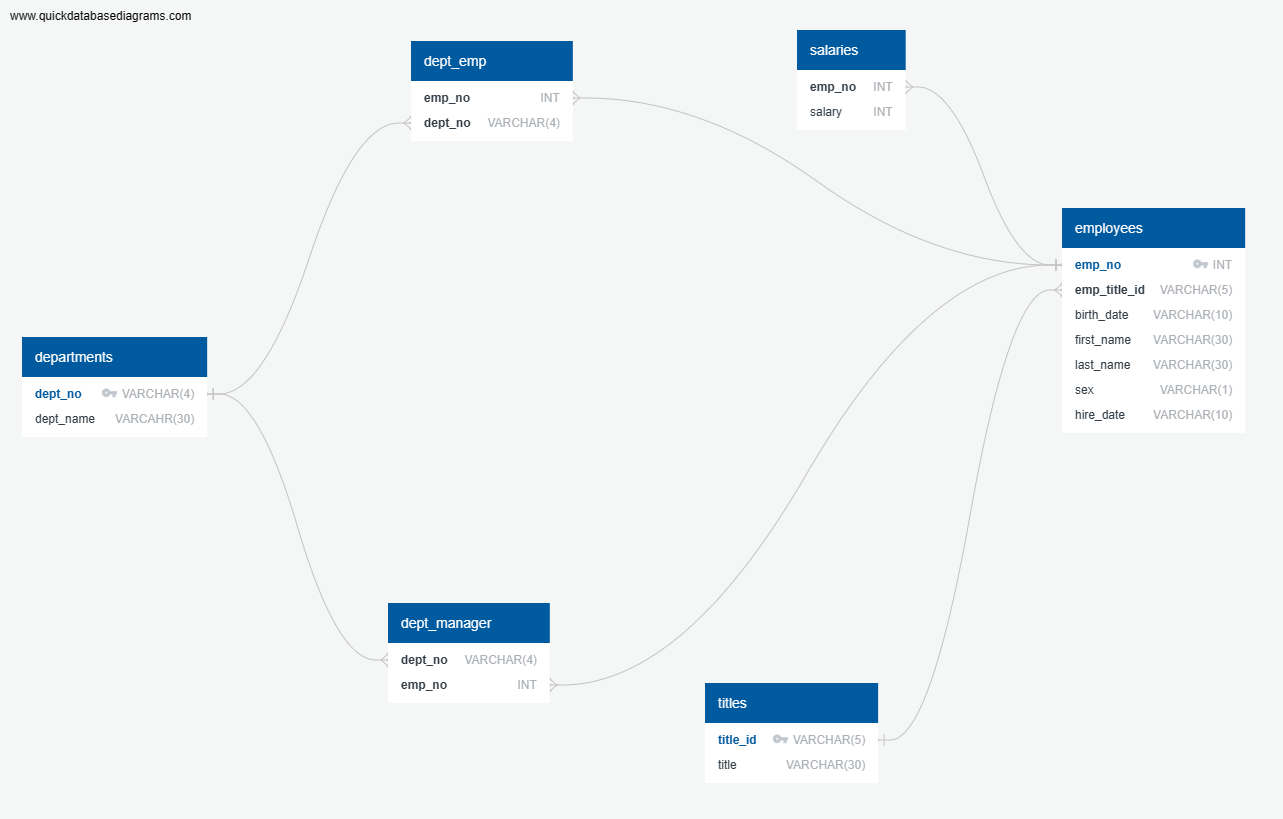 www.quickdatabasediagrams.com
dept_emp
emp_no INT
dept_no VARCHAR(4)
salaries
emp_no INT
salary INT
employees
emp_no INT
emp_title_id VARCHAR(5)
birth_date VARCHAR(10)
first_name VARCHAR(30)
last_name VARCHAR(30)
sex VARCHAR(1)
hire_date VARCHAR(10)
departments
dept_no VARCHAR(4)
dept_name VARCAHR(30)
dept_manager
dept_no VARCHAR(4)
emp_no INT
titles
title_id VARCHAR(5)
title VARCHAR(30)